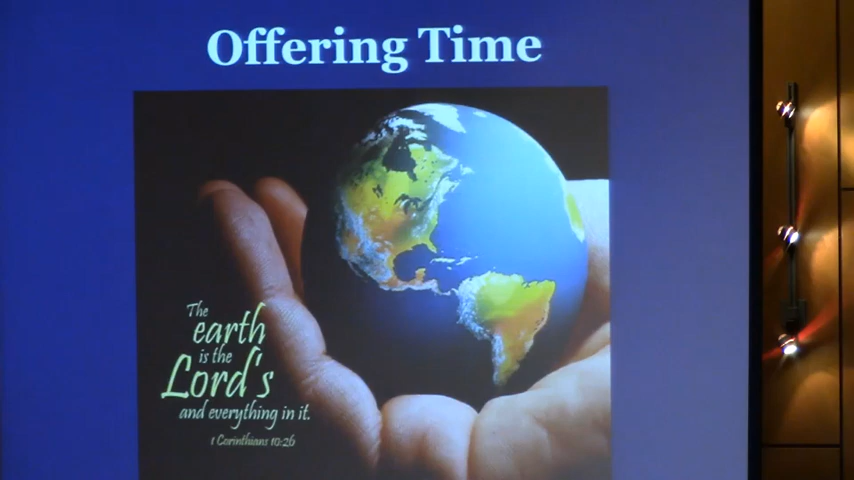 Offering Time
The
earth
is the
Lord's
and everything in it.
1 Corinthians 10:26